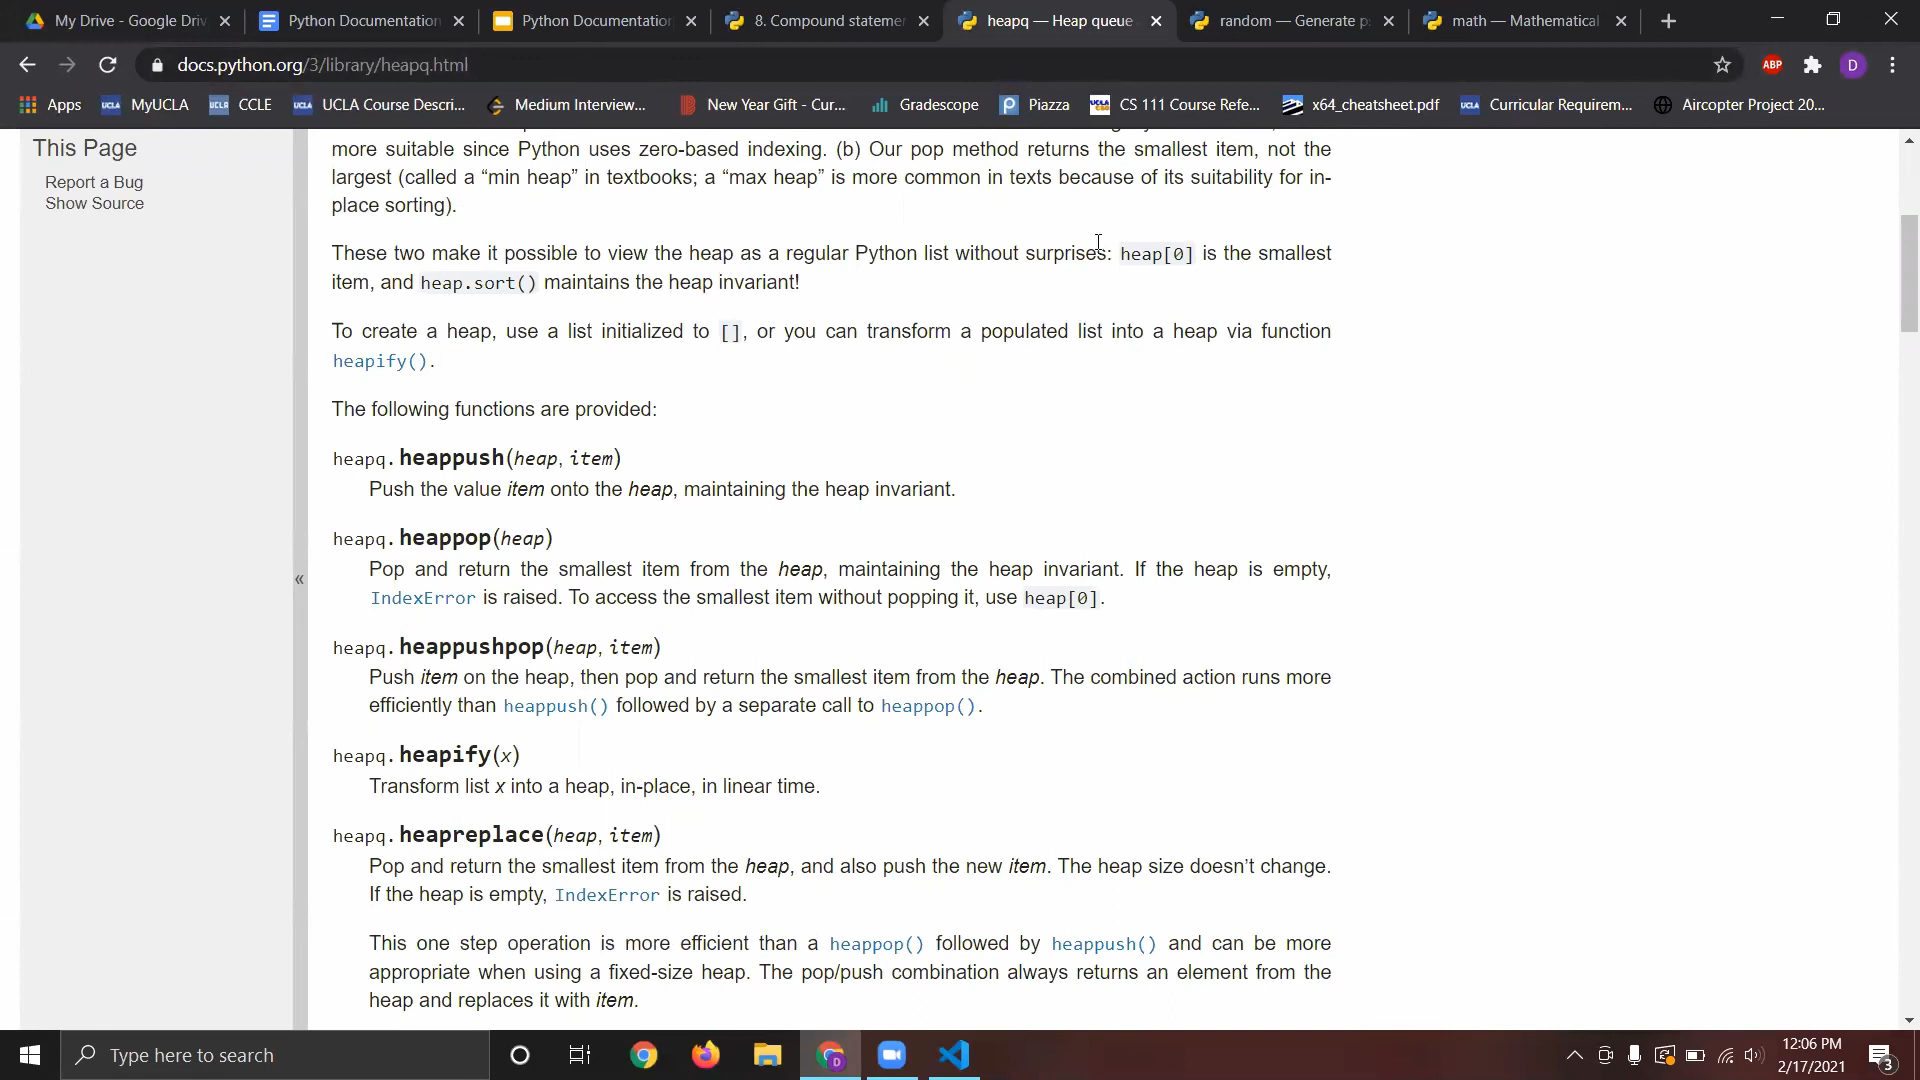 My Drive - Google Driv
Python Documentation
Python Documentation
8. Compound stateme
heapq — Heap queue
random — Generate p
math — Mathematical
docs.python.org/3/library/heapq.html
ABP
D
Apps
MyUCLA
CCLE
UCLA Course Descri...
Medium Interview...
New Year Gift - Cur...
Gradescope
Piazza
CS 111 Course Refe...
x64_cheatsheet.pdf
Curricular Requirem...
Aircopter Project 20...
This Page
Report a Bug
Show Source
more suitable since Python uses zero-based indexing. (b) Our pop method returns the smallest item, not the
largest (called a “min heap” in textbooks; a “max heap” is more common in texts because of its suitability for in-
place sorting).
These two make it possible to view the heap as a regular Python list without surprises: heap[0] is the smallest
item, and heap.sort() maintains the heap invariant!
To create a heap, use a list initialized to [], or you can transform a populated list into a heap via function
heapify().
The following functions are provided:
heapq.heappush(heap, item)
Push the value item onto the heap, maintaining the heap invariant.
heapq.heappop(heap)
Pop and return the smallest item from the heap, maintaining the heap invariant. If the heap is empty,
IndexError is raised. To access the smallest item without popping it, use heap[0].
heapq.heappushpop(heap, item)
Push item on the heap, then pop and return the smallest item from the heap. The combined action runs more
efficiently than heappush() followed by a separate call to heappop().
«
heapq.heapify(x)
Transform list x into a heap, in-place, in linear time.
heapq.heapreplace(heap, item)
Pop and return the smallest item from the heap, and also push the new item. The heap size doesn’t change.
If the heap is empty, IndexError is raised.
This one step operation is more efficient than a heappop() followed by heappush() and can be more
appropriate when using a fixed-size heap. The pop/push combination always returns an element from the
heap and replaces it with item.
Type here to search
12:06 PM
2/17/2021
3